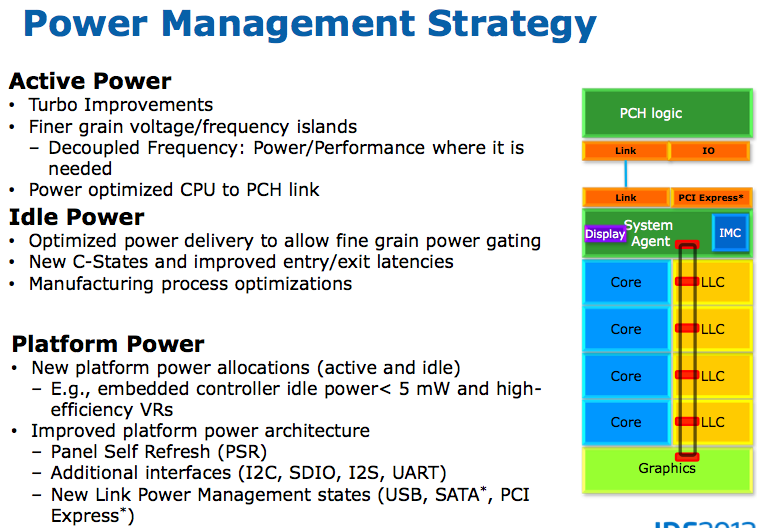 Power Management Strategy
Active Power
• Turbo Improvements
• Finer grain voltage/frequency islands
– Decoupled Frequency: Power/Performance where it is
needed
• Power optimized CPU to PCH link
Idle Power
• Optimized power delivery to allow fine grain power gating
• New C-States and improved entry/exit latencies
• Manufacturing process optimizations
Platform Power
• New platform power allocations (active and idle)
– E.g., embedded controller idle power< 5 mW and high-
efficiency VRs
• Improved platform power architecture
– Panel Self Refresh (PSR)
– Additional interfaces (I2C, SDIO, I2S, UART)
– New Link Power Management states (USB, SATA*, PCI
Express*)
PCH logic
Link IO
Link PCI Express*
System
Display IMC
Agent
Core LLC
Core LLC
Core LLC
Core LLC
Graphics